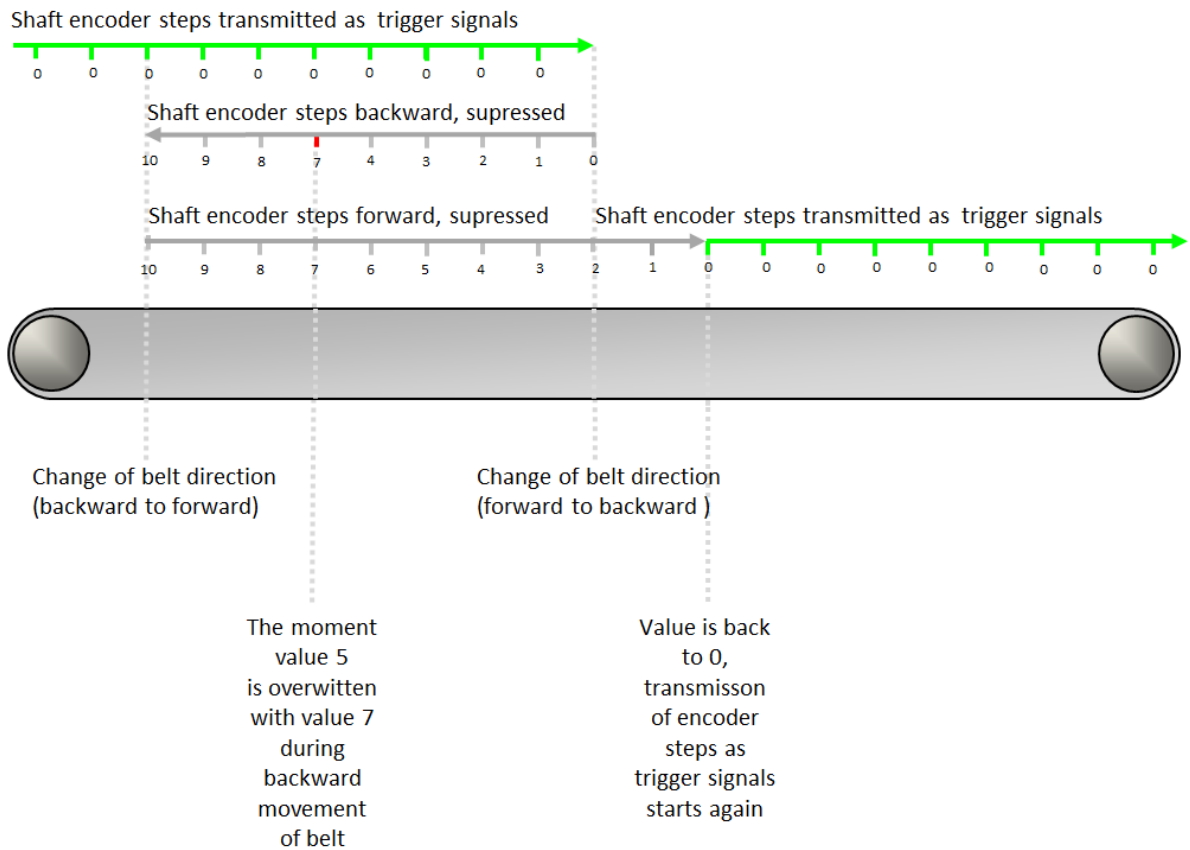 Shaft encoder steps transmitted as trigger signals
0 0 0 0 0 0 0 0 0 0
Shaft encoder steps backward, supressed
10 9 8 7 4 3 2 1 0
Shaft encoder steps forward, supressed
Shaft encoder steps transmitted as trigger signals
10 9 8 7 6 5 4 3 2 1 0 0 0 0 0 0 0 0 0
Change of belt direction
(backward to forward)
Change of belt direction
(forward to backward )
The moment
value 5
is overwitten
with value 7
during
backward
movement
of belt
Value is back
to 0,
transmisson
of encoder
steps as
trigger signals
starts again